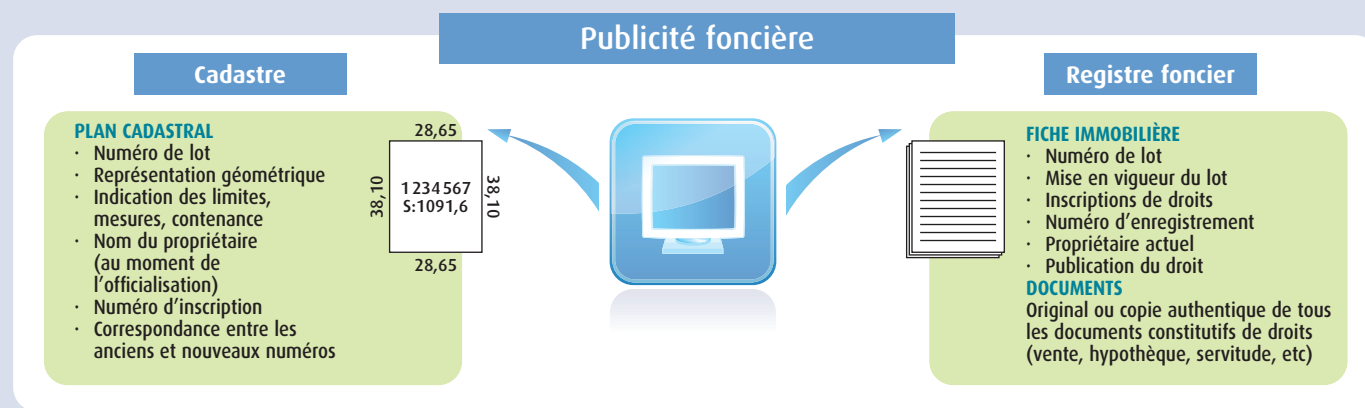 Publicité foncière
Cadastre
PLAN CADASTRAL
· Numéro de lot
· Représentation géométrique
· Indication des limites,
mesures, contenance
· Nom du propriétaire
(au moment de
l'officialisation)
· Numéro d'inscription
· Correspondance entre les
anciens et nouveaux numéros
28,65
38,10
1 234 567
S:1091,6
38,10
28,65
Registre foncier
FICHE IMMOBILIÈRE
· Numéro de lot
· Mise en vigueur du lot
· Inscriptions de droits
· Numéro d'enregistrement
· Propriétaire actuel
· Publication du droit
DOCUMENTS
Original ou copie authentique de tous
les documents constitutifs de droits
(vente, hypothèque, servitude, etc)